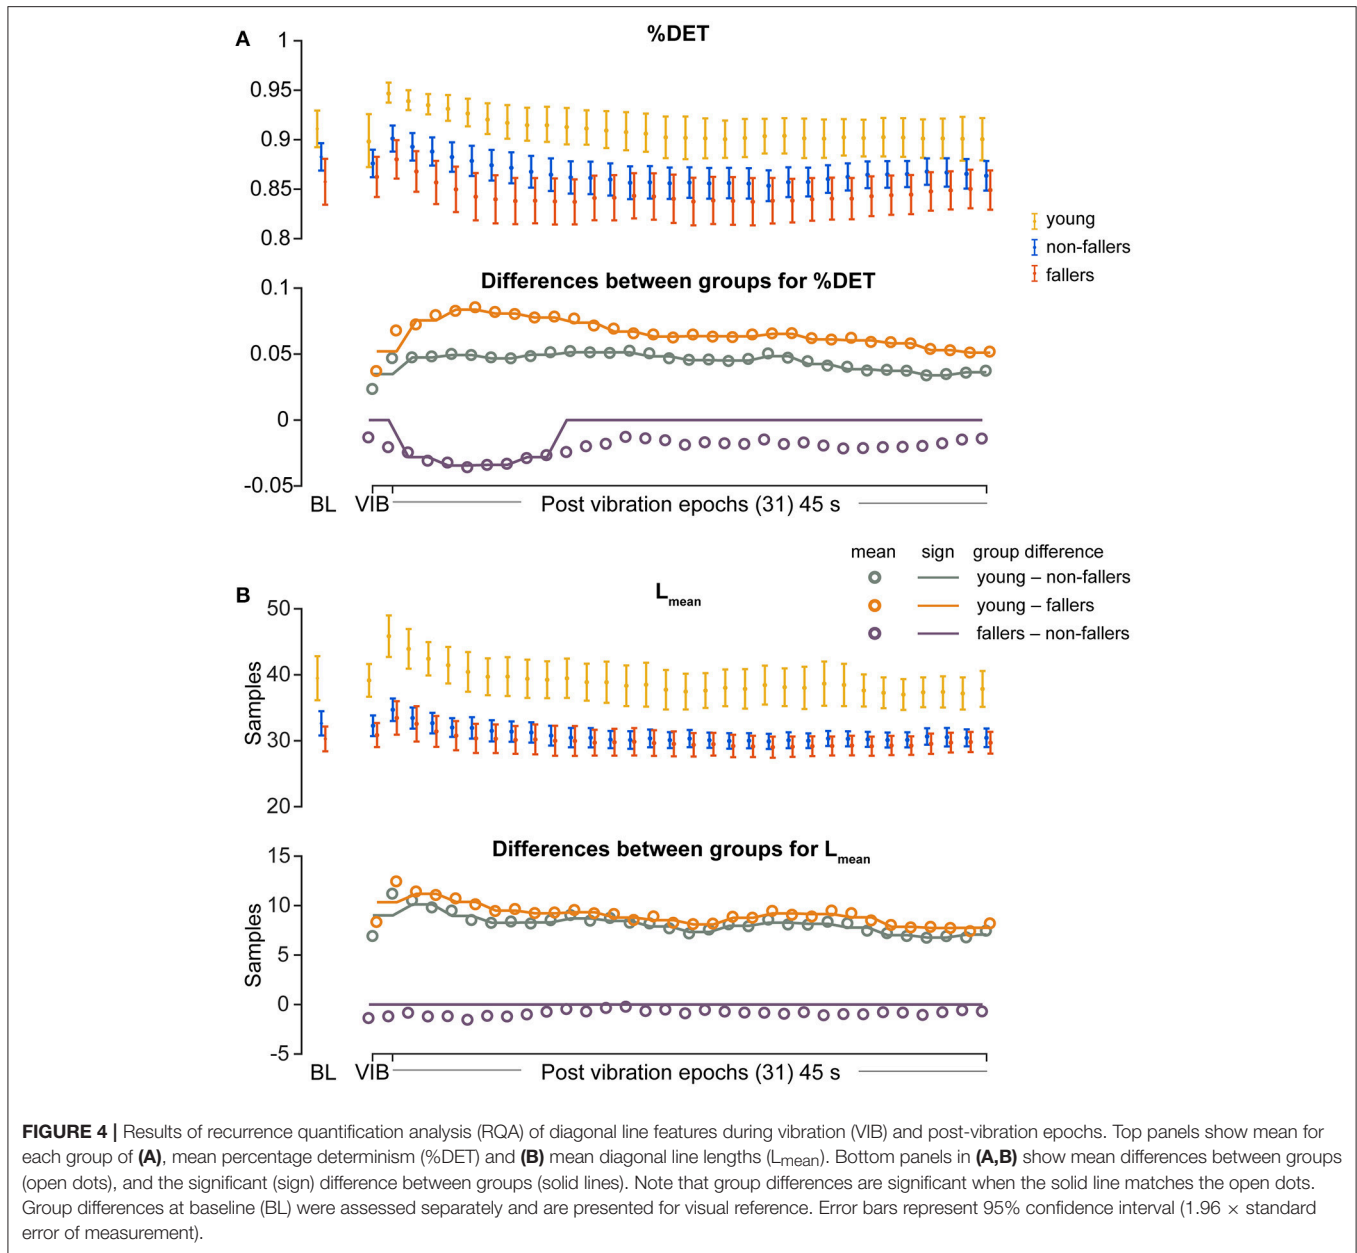 A
%DET
1
0.95
0.9
0.85
0.8
young
non-fallers
fallers
Differences between groups for %DET
0.1
0.05
0
-0.05
BL VIB Post vibration epochs (31) 45 s
mean sign group difference
young – non-fallers
young – fallers
fallers – non-fallers
B
Lmean
50
40
30
20
Samples
Differences between groups for Lmean
15
10
5
0
-5
Samples
BL VIB Post vibration epochs (31) 45 s
FIGURE 4 | Results of recurrence quantification analysis (RQA) of diagonal line features during vibration (VIB) and post-vibration epochs. Top panels show mean for
each group of (A), mean percentage determinism (%DET) and (B) mean diagonal line lengths (Lmean). Bottom panels in (A,B) show mean differences between groups
(open dots), and the significant (sign) difference between groups (solid lines). Note that group differences are significant when the solid line matches the open dots.
Group differences at baseline (BL) were assessed separately and are presented for visual reference. Error bars represent 95% confidence interval (1.96 × standard
error of measurement).